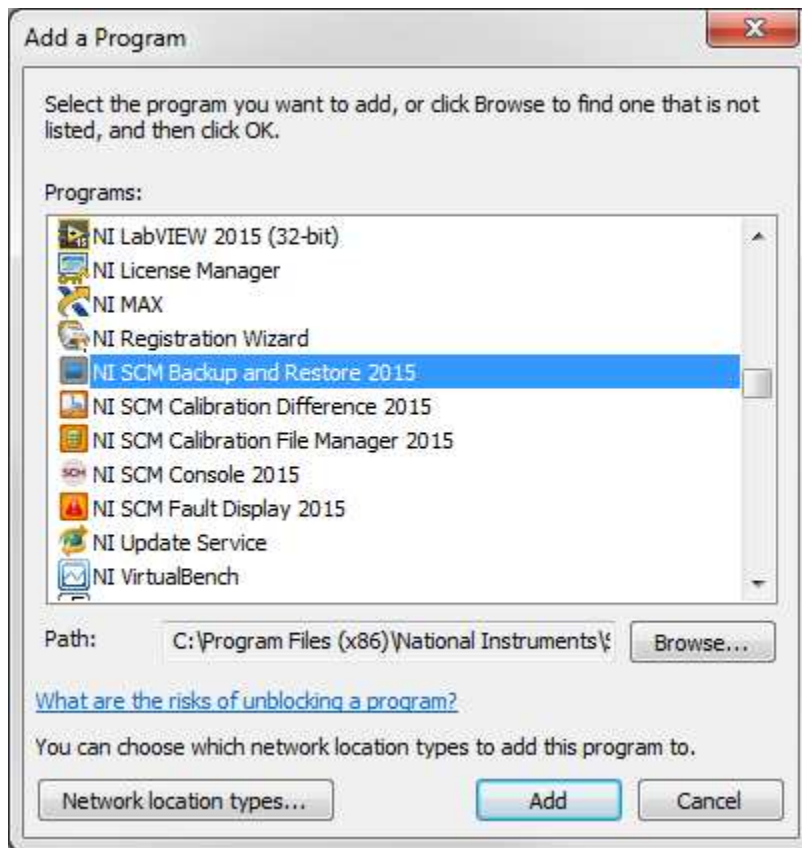 Add a Program
Select the program you want to add, or click Browse to find one that is not
listed, and then click OK.
Programs:
NI LabVIEW 2015 (32-bit)
NI License Manager
NI MAX
NI Registration Wizard
NI SCM Backup and Restore 2015
NI SCM Calibration Difference 2015
NI SCM Calibration File Manager 2015
SCM NI SCM Console 2015
NI SCM Fault Display 2015
NI Update Service
NI VirtualBench
Path: C:\Program Files (x86)\National Instruments\ Browse...
What are the risks of unblocking a program?
You can choose which network location types to add this program to.
Network location types... Add Cancel